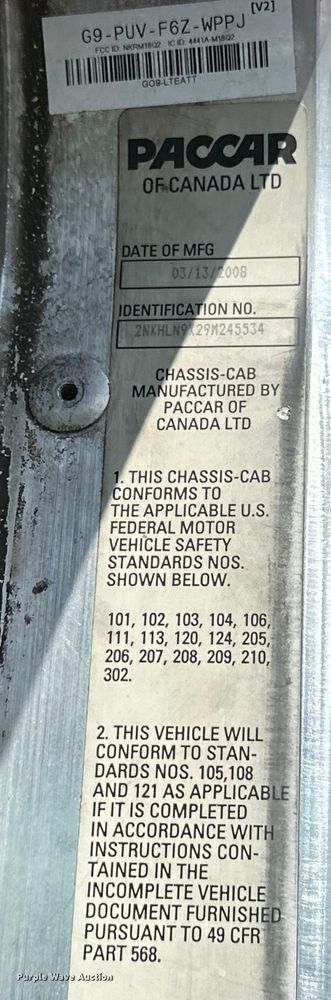 [V2]
G9-PUV-F6Z-WPPJ
FCC ID: NKRM18Q2 IC ID: 4441A-M18Q2
GO9-LTEATT
PACCAR
OF CANADA LTD
DATE OF MFG
03/13/2008
IDENTIFICATION NO.
2NKHLN9X29M245534
CHASSIS-CAB
MANUFACTURED BY
PACCAR OF
CANADA LTD
1. THIS CHASSIS-CAB
CONFORMS TO
THE APPLICABLE U.S.
FEDERAL MOTOR
VEHICLE SAFETY
STANDARDS NOS.
SHOWN BELOW.
101, 102, 103, 104, 106,
111, 113, 120, 124, 205,
206, 207, 208, 209, 210,
302.
2. THIS VEHICLE WILL
CONFORM TO STAN-
DARDS NOS. 105,108
AND 121 AS APPLICABLE
IF IT IS COMPLETED
IN ACCORDANCE WITH
INSTRUCTIONS CON-
TAINED IN THE
INCOMPLETE VEHICLE
DOCUMENT FURNISHED
PURSUANT TO 49 CFR
PART 568.
Purple Wave Auction